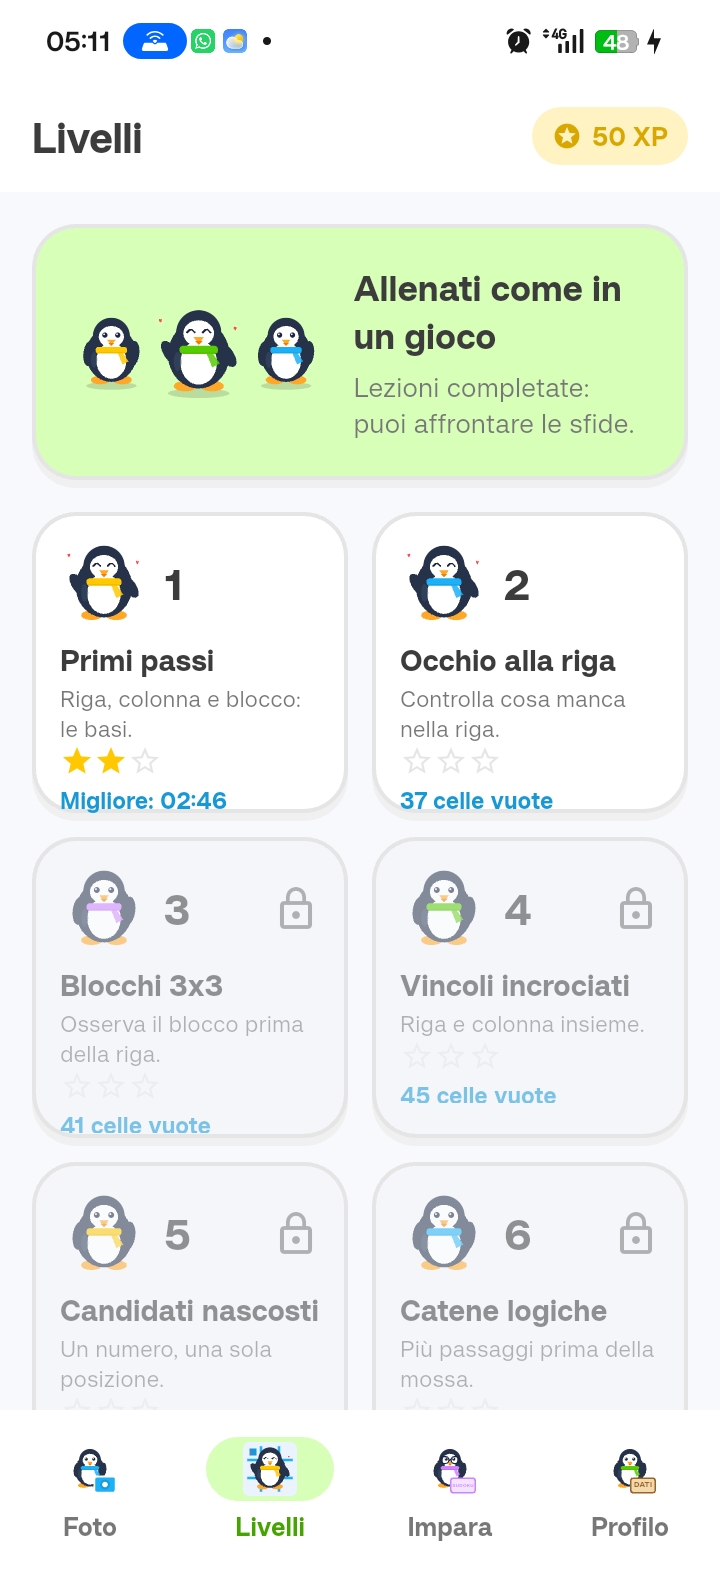 05:11
4G
48
Livelli
50 XP
Allenati come in
un gioco
Lezioni completate:
puoi affrontare le sfide.
1
Primi passi
Riga, colonna e blocco:
le basi.
Migliore: 02:46
2
Occhio alla riga
Controlla cosa manca
nella riga.
37 celle vuote
3
Blocchi 3x3
Osserva il blocco prima
della riga.
41 celle vuote
4
Vincoli incrociati
Riga e colonna insieme.
45 celle vuote
5
Candidati nascosti
Un numero, una sola
posizione.
6
Catene logiche
Più passaggi prima della
mossa.
Foto
Livelli
Impara
DATI
Profilo